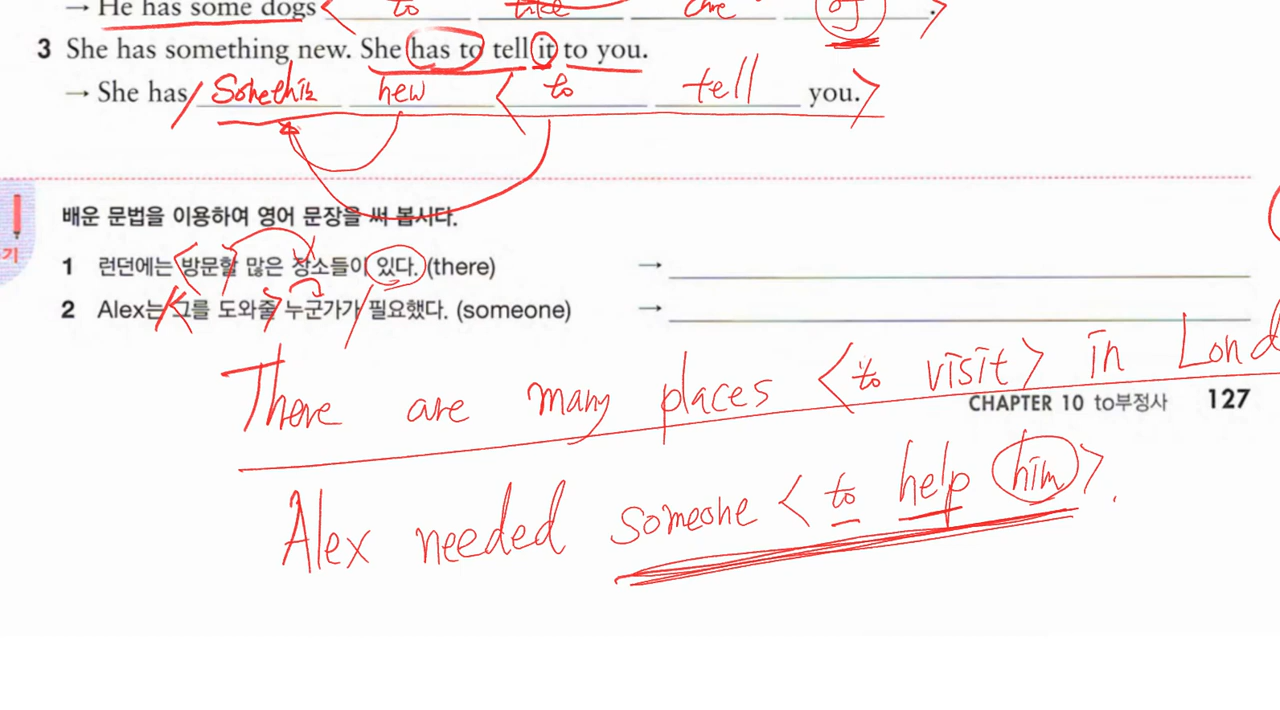 → He has some dogs < to take care of > .
3 She has something new. She has to tell it to you.
→ She has / something new < to tell you. >
배운 문법을 이용하여 영어 문장을 써 봅시다.
기
1 런던에는 < 방문할 > 많은 장소들이 있다. (there) →
2 Alex는 / < 그를 도와줄 > 누군가가 / 필요했다. (someone) →
There are many places < to visit > in Lond
CHAPTER 10 to부정사 127
Alex needed someone < to help him > .